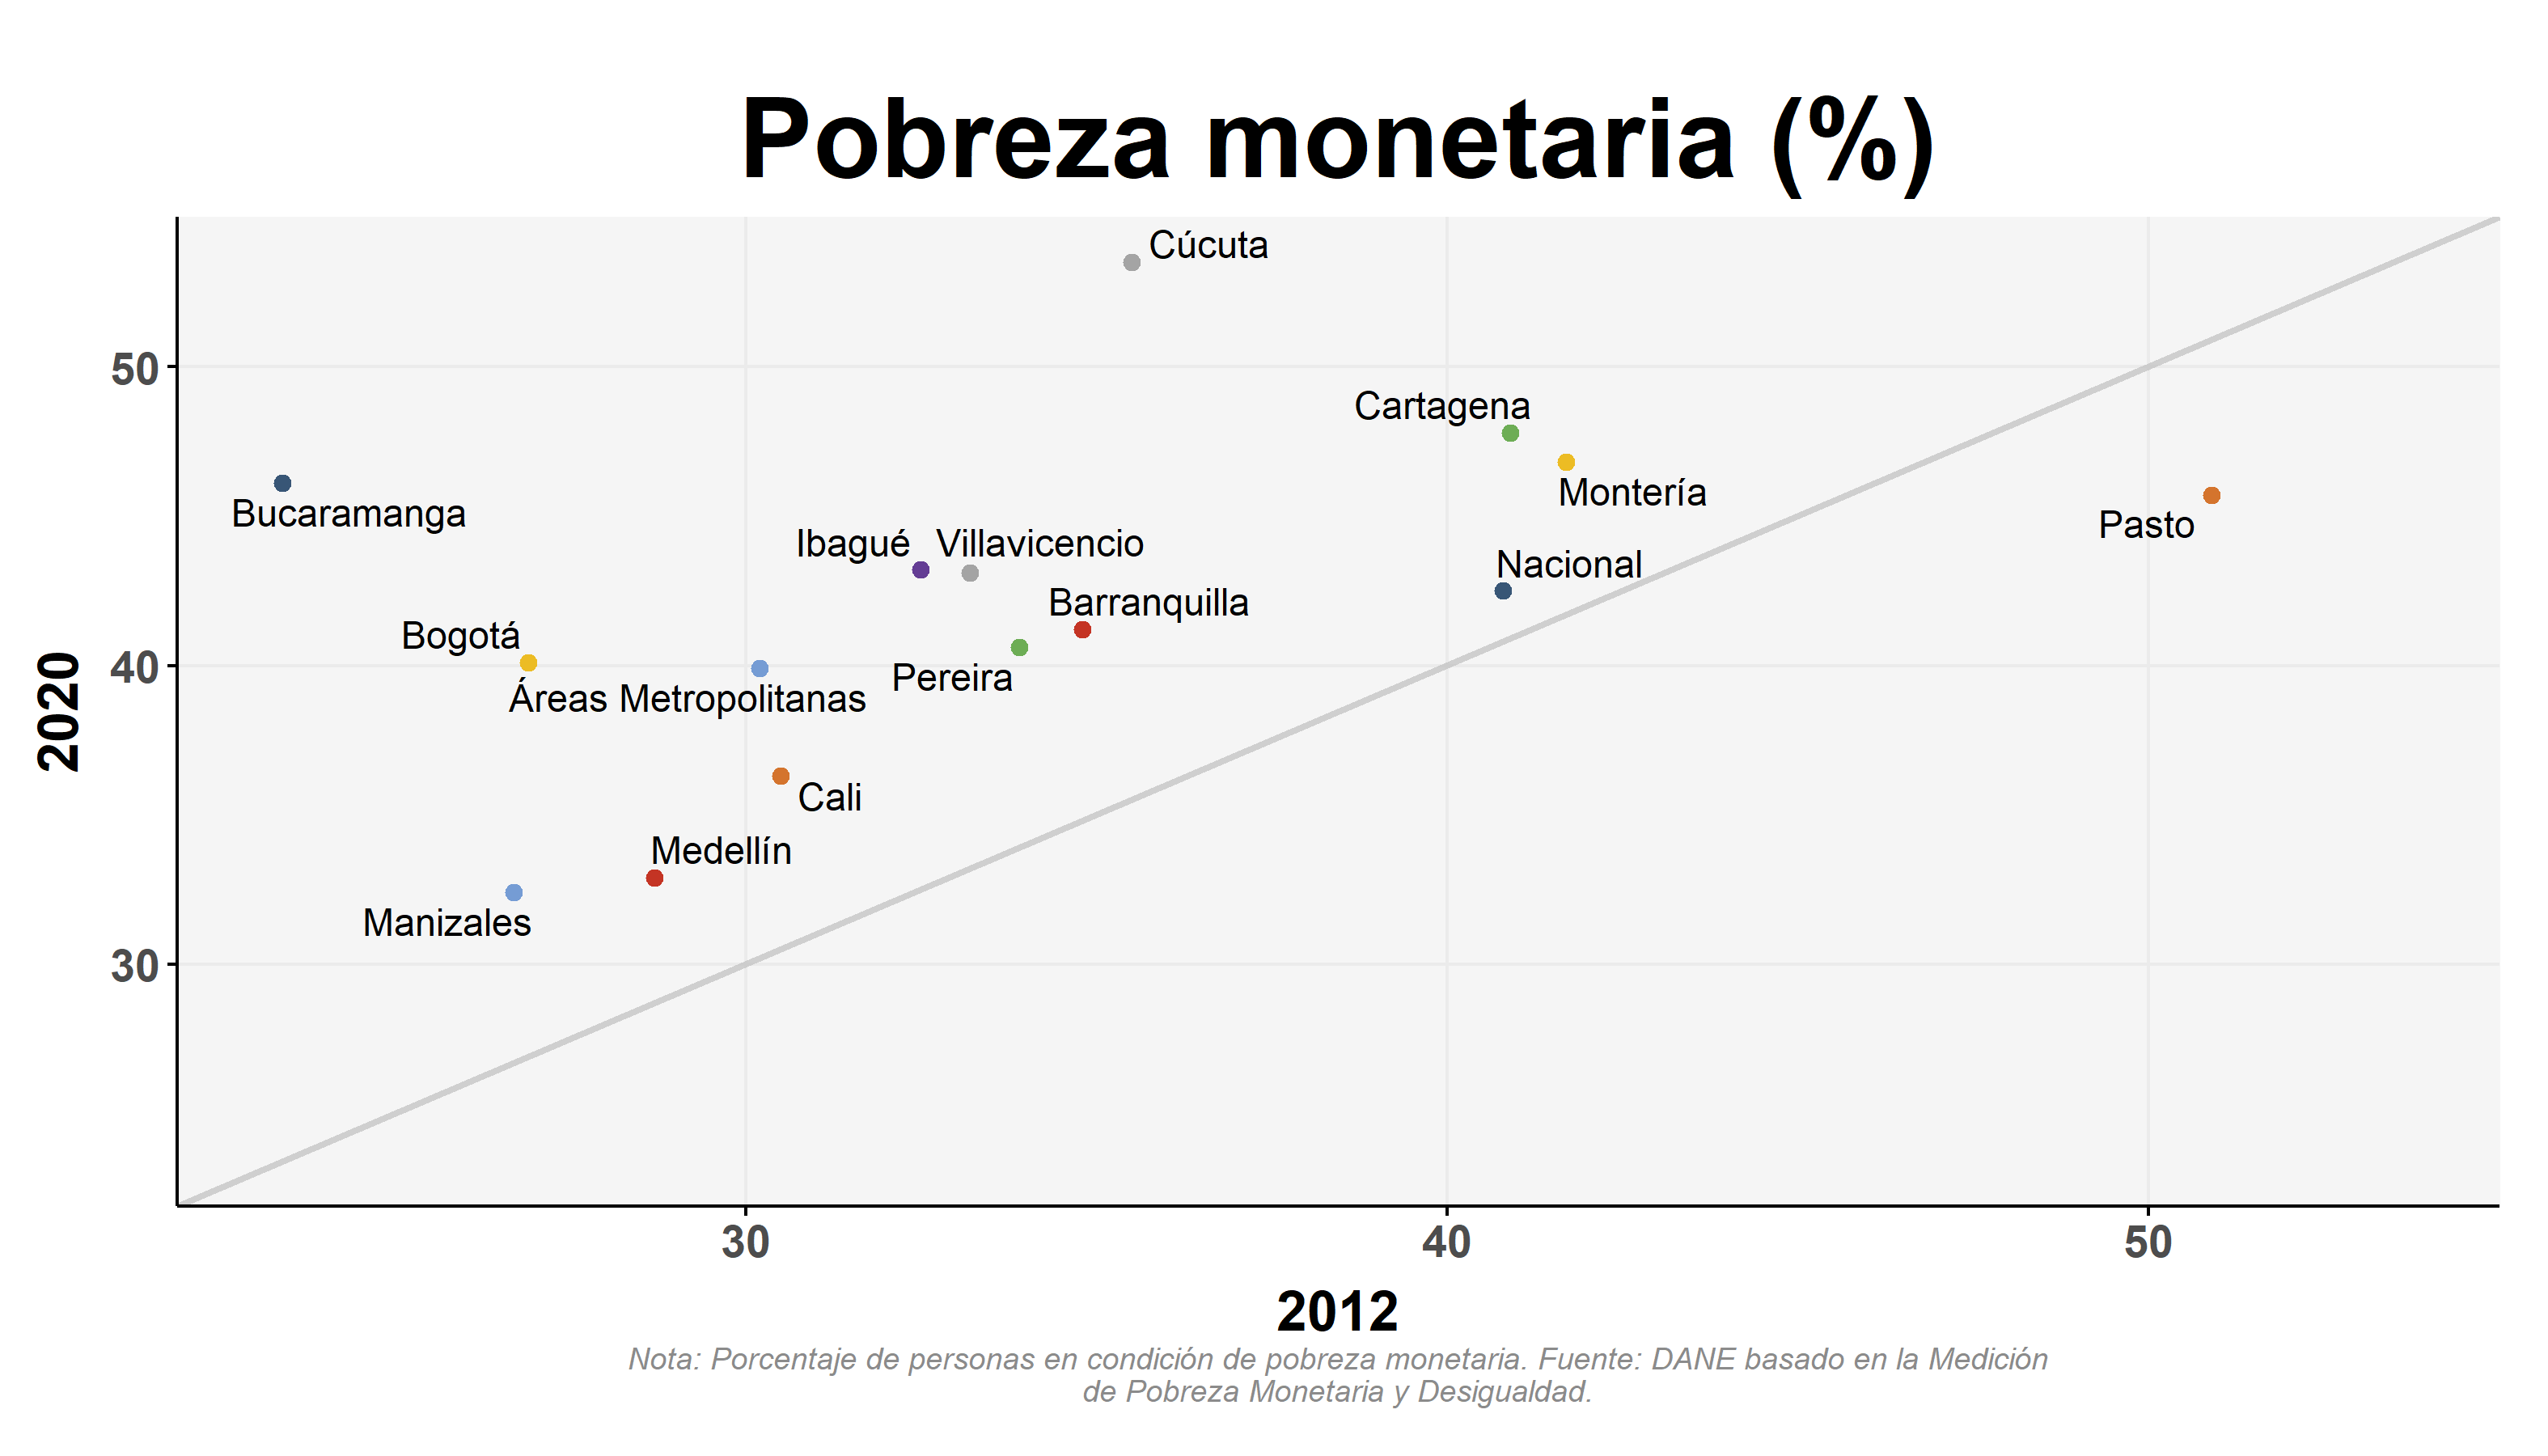 Pobreza monetaria (%)
Cúcuta
50
Cartagena
Bucaramanga
Montería
Pasto
Ibagué
Villavicencio
Nacional
Barranquilla
Bogotá
40
Pereira
Áreas Metropolitanas
2020
Cali
Medellín
Manizales
30
30
40
50
2012
Nota: Porcentaje de personas en condición de pobreza monetaria. Fuente: DANE basado en la Medición
de Pobreza Monetaria y Desigualdad.